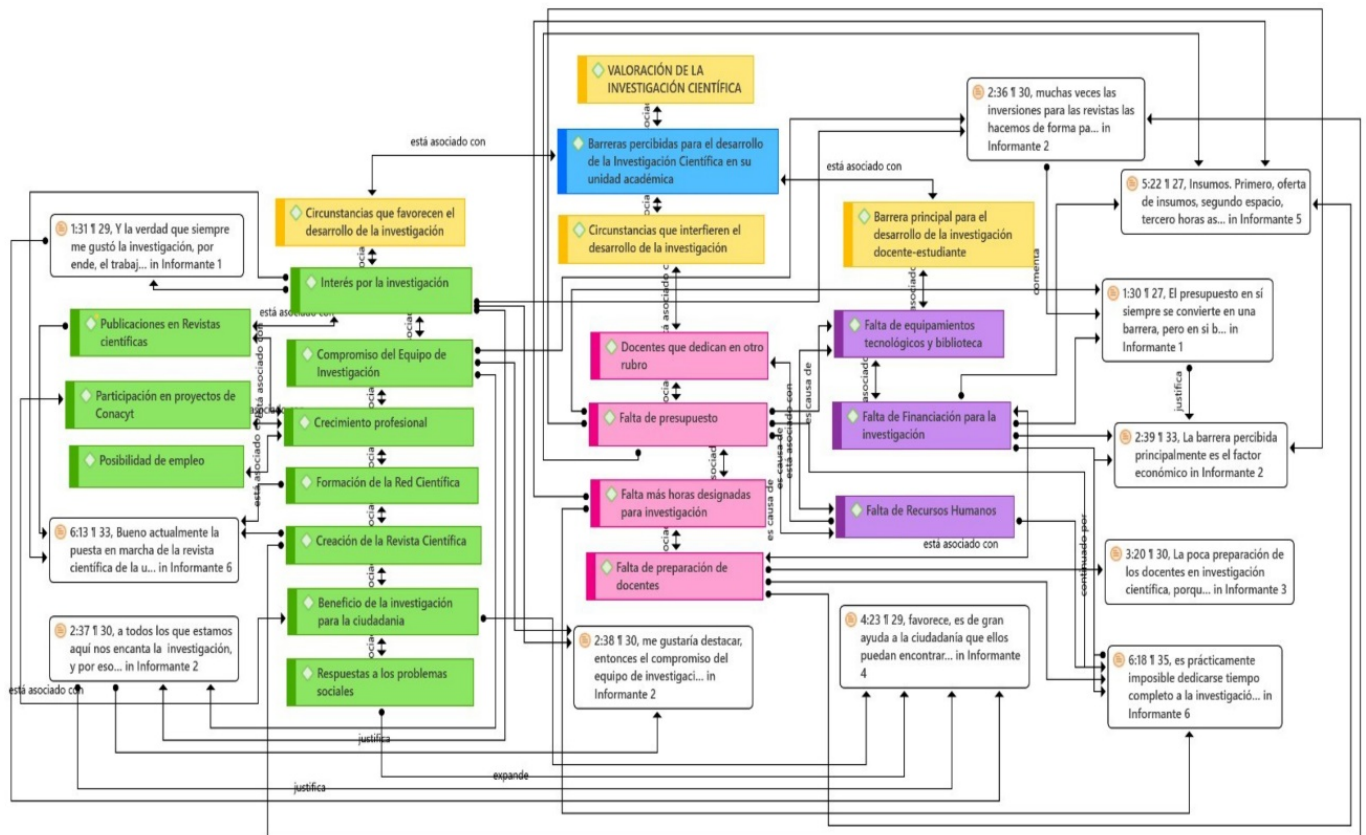 VALORACIÓN DE LA
INVESTIGACIÓN CIENTÍFICA
está asociado con
Barreras percibidas para el desarrollo
de la Investigación Científica en su
unidad académica
está asociado con
2:36 ¶ 30, muchas veces las
inversiones para las revistas las
hacemos de forma pa... in
Informante 2
5:22 ¶ 27, Insumos. Primero, oferta
de insumos, segundo espacio,
tercero horas as... in Informante 5
Circunstancias que favorecen el
desarrollo de la investigación
Circunstancias que interfieren el
desarrollo de la investigación
Barrera principal para el
desarrollo de la investigación
docente-estudiante
1:31 ¶ 29, Y la verdad que siempre
me gustó la investigación, por
ende, el trabaj... in Informante 1
Interés por la investigación
comenta
1:30 ¶ 27, El presupuesto en sí
siempre se convierte en una
barrera, pero en si b... in
Informante 1
Publicaciones en Revistas
científicas
Compromiso del Equipo de
Investigación
Docentes que dedican en otro
rubro
Falta de equipamientos
tecnológicos y biblioteca
justifica
Participación en proyectos de
Conacyt
Crecimiento profesional
Falta de presupuesto
es causa de
Falta de Financiación para la
investigación
2:39 ¶ 33, La barrera percibida
principalmente es el factor
económico in Informante 2
Posibilidad de empleo
Formación de la Red Científica
Falta más horas designadas
para investigación
es causa de
está asociado con
es causa de
Falta de Recursos Humanos
está asociado con
6:13 ¶ 33, Bueno actualmente la
puesta en marcha de la revista
científica de la u... in Informante 6
Creación de la Revista Científica
Falta de preparación de
docentes
continuado por
3:20 ¶ 30, La poca preparación de
los docentes en investigación
científica, porqu... in Informante 3
2:37 ¶ 30, a todos los que estamos
aquí nos encanta la investigación,
y por eso... in Informante 2
Beneficio de la investigación
para la ciudadania
2:38 ¶ 30, me gustaría destacar,
entonces el compromiso del
equipo de investigaci... in
Informante 2
4:23 ¶ 29, favorece, es de gran
ayuda a la ciudadanía que ellos
puedan encontrar... in Informante
4
6:18 ¶ 35, es prácticamente
imposible dedicarse tiempo
completo a la investigació... in
Informante 6
está asociado con
Respuestas a los problemas
sociales
justifica
expande
justifica